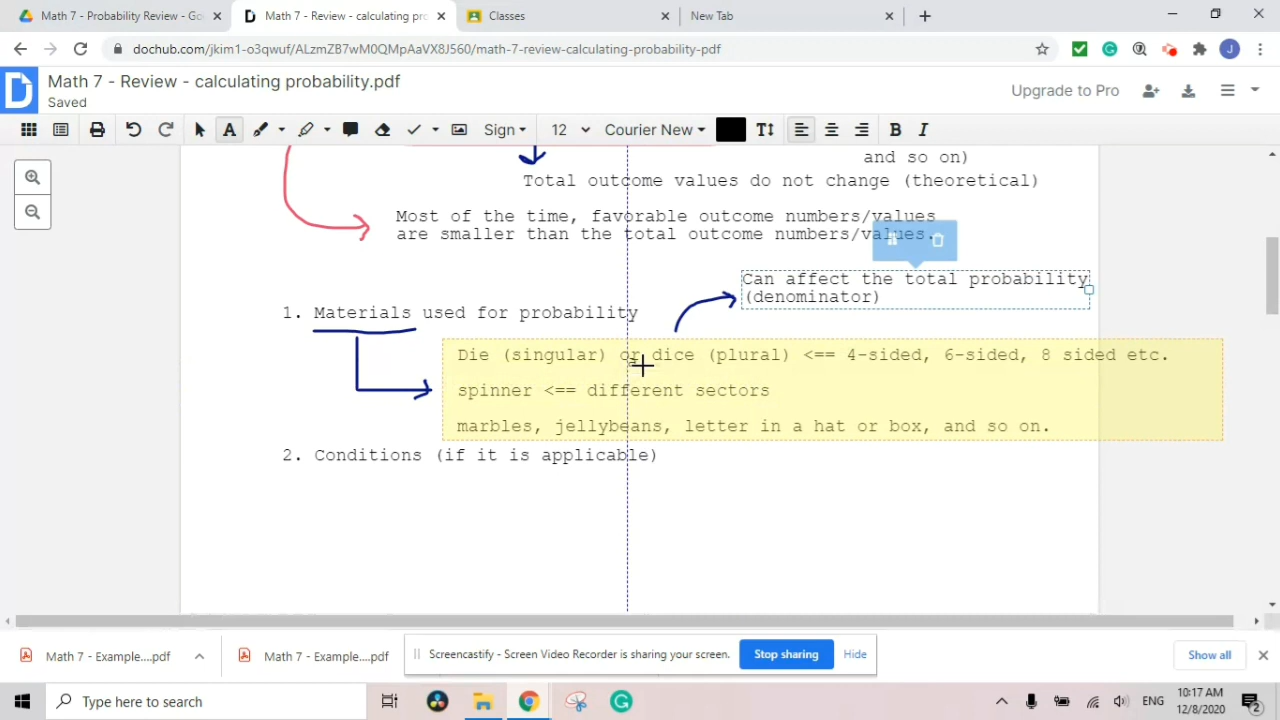 Math 7 - Probability Review - Go
Math 7 - Review - calculating pro
Classes
New Tab
dochub.com/jkim1-o3qwuf/ALzmZB7wM0QMpAaVX8J560/math-7-review-calculating-probability-pdf
J
Math 7 - Review - calculating probability.pdf
Saved
Upgrade to Pro
Sign
12
Courier New
B I
and so on)
Total outcome values do not change (theoretical)
Most of the time, favorable outcome numbers/values
are smaller than the total outcome numbers/values.
Can affect the total probability
(denominator)
1. Materials used for probability
Die (singular) or dice (plural) <== 4-sided, 6-sided, 8 sided etc.
spinner <== different sectors
marbles, jellybeans, letter in a hat or box, and so on.
2. Conditions (if it is applicable)
Math 7 - Example....pdf
Math 7 - Example....pdf
Screencastify - Screen Video Recorder is sharing your screen.
Stop sharing
Hide
Show all
Type here to search
ENG
10:17 AM
12/8/2020
2